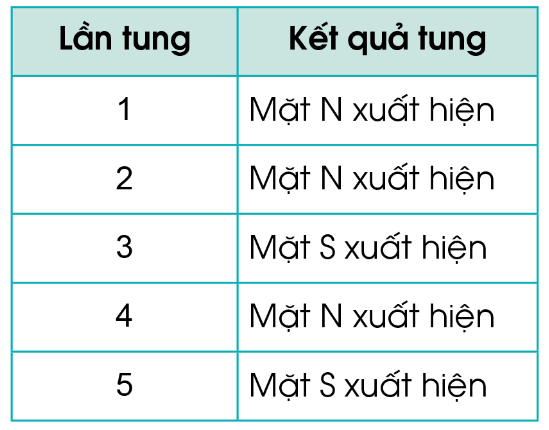 Lần tung Kết quả tung
1 Mặt N xuất hiện
2 Mặt N xuất hiện
3 Mặt S xuất hiện
4 Mặt N xuất hiện
5 Mặt S xuất hiện